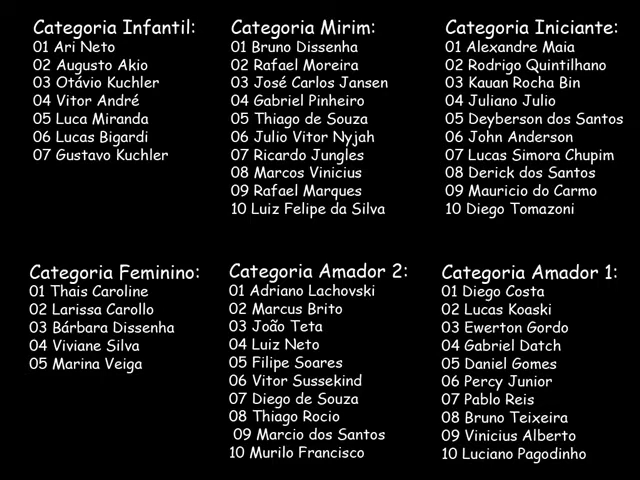 Categoria Infantil:
01 Ari Neto
02 Augusto Akio
03 Otávio Kuchler
04 Vitor André
05 Luca Miranda
06 Lucas Bigardi
07 Gustavo Kuchler
Categoria Mirim:
01 Bruno Dissenha
02 Rafael Moreira
03 José Carlos Jansen
04 Gabriel Pinheiro
05 Thiago de Souza
06 Julio Vitor Nyjah
07 Ricardo Jungles
08 Marcos Vinicius
09 Rafael Marques
10 Luiz Felipe da Silva
Categoria Iniciante:
01 Alexandre Maia
02 Rodrigo Quintilhano
03 Kauan Rocha Bin
04 Juliano Julio
05 Deyberson dos Santos
06 John Anderson
07 Lucas Simora Chupim
08 Derick dos Santos
09 Mauricio do Carmo
10 Diego Tomazoni
Categoria Feminino:
01 Thais Caroline
02 Larissa Carollo
03 Bárbara Dissenha
04 Viviane Silva
05 Marina Veiga
Categoria Amador 2:
01 Adriano Lachovski
02 Marcus Brito
03 João Teta
04 Luiz Neto
05 Filipe Soares
06 Vitor Sussekind
07 Diego de Souza
08 Thiago Rocio
09 Marcio dos Santos
10 Murilo Francisco
Categoria Amador 1:
01 Diego Costa
02 Lucas Koaski
03 Ewerton Gordo
04 Gabriel Datch
05 Daniel Gomes
06 Percy Junior
07 Pablo Reis
08 Bruno Teixeira
09 Vinicius Alberto
10 Luciano Pagodinho